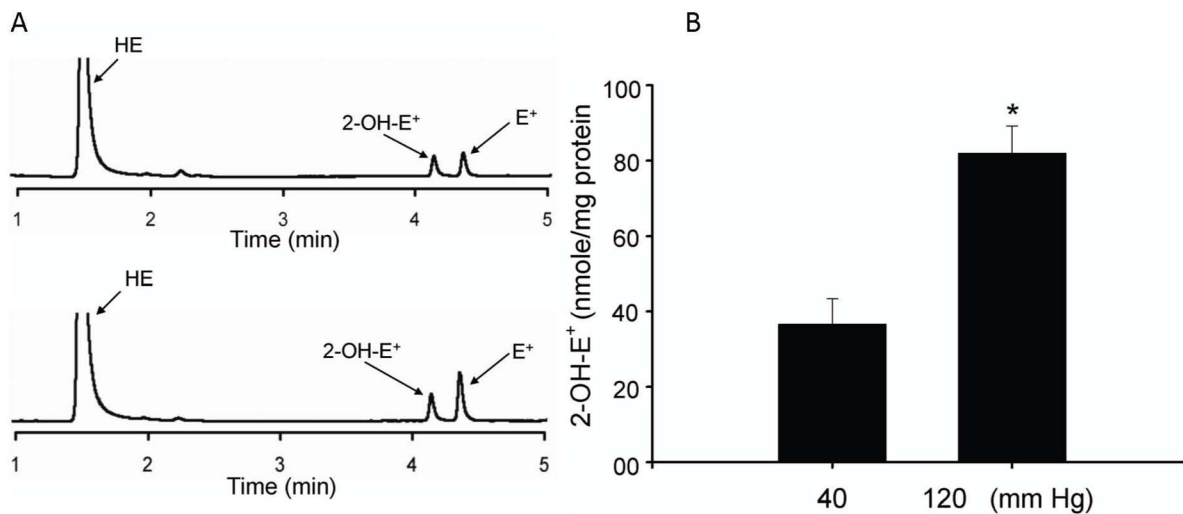 A
HE
2-OH-E⁺
E⁺
1 2 3 4 5
Time (min)
HE
2-OH-E⁺
E⁺
1 2 3 4 5
Time (min)
B
2-OH-E⁺ (nmole/mg protein
100
80
60
40
20
00
*
40 120 (mm Hg)